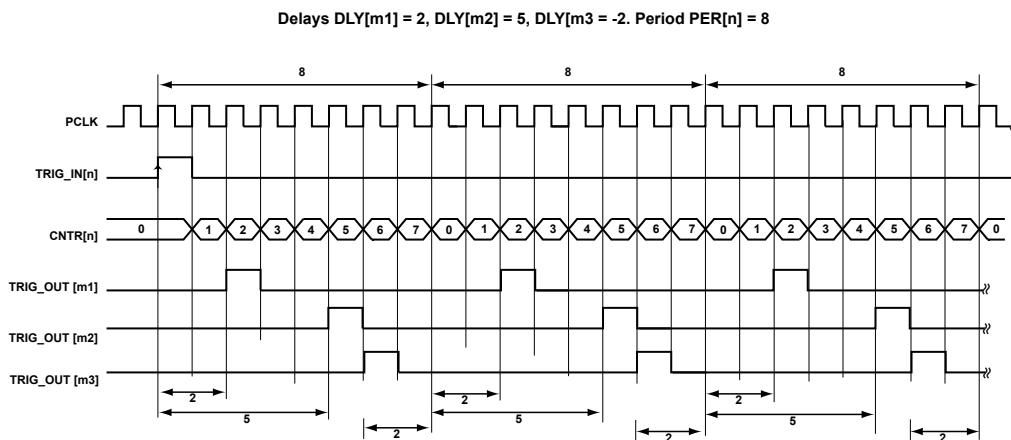 Delays DLY[m1] = 2, DLY[m2] = 5, DLY[m3 = -2. Period PER[n] = 8
8 8 8
PCLK
TRIG_IN[n]
CNTR[n] 0 1 2 3 4 5 6 7 0 1 2 3 4 5 6 7 0 1 2 3 4 5 6 7 0
TRIG_OUT [m1]
TRIG_OUT [m2]
TRIG_OUT [m3]
2 2 2
5 5 5
2 2 2